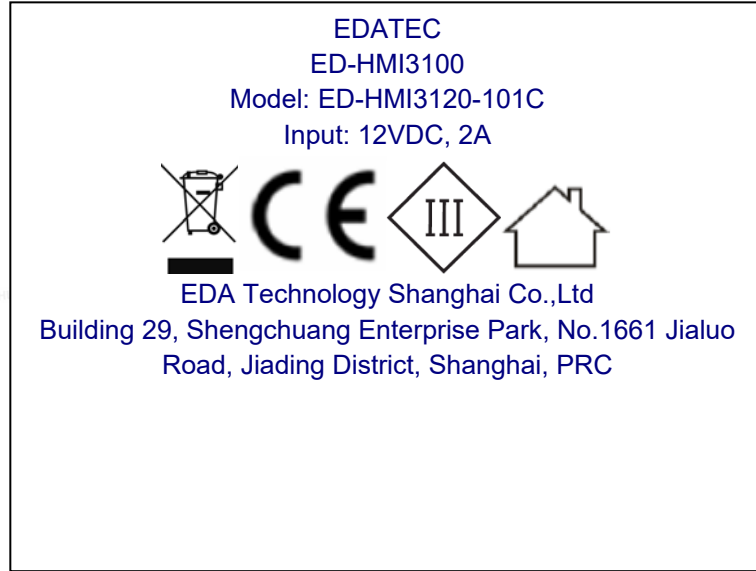 EDATEC
ED-HMI3100
Model: ED-HMI3120-101C
Input: 12VDC, 2A
CE III
EDA Technology Shanghai Co.,Ltd
Building 29, Shengchuang Enterprise Park, No.1661 Jialuo
Road, Jiading District, Shanghai, PRC